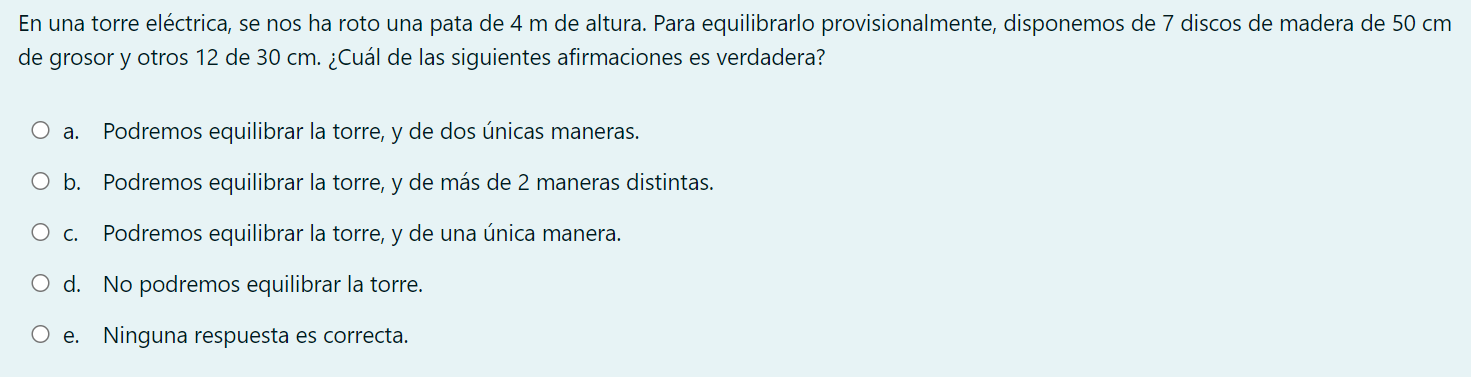 En una torre eléctrica, se nos ha roto una pata de 4 m de altura. Para equilibrarlo provisionalmente, disponemos de 7 discos de madera de 50 cm
de grosor y otros 12 de 30 cm. ¿Cuál de las siguientes afirmaciones es verdadera?
a. Podremos equilibrar la torre, y de dos únicas maneras.
b. Podremos equilibrar la torre, y de más de 2 maneras distintas.
c. Podremos equilibrar la torre, y de una única manera.
d. No podremos equilibrar la torre.
e. Ninguna respuesta es correcta.